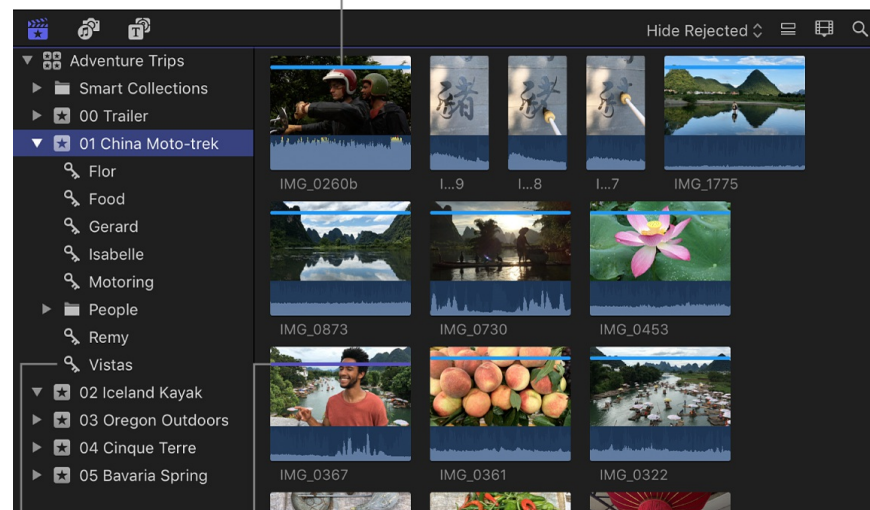 Hide Rejected
Adventure Trips
Smart Collections
00 Trailer
01 China Moto-trek
Flor
Food
Gerard
Isabelle
Motoring
People
Remy
Vistas
02 Iceland Kayak
03 Oregon Outdoors
04 Cinque Terre
05 Bavaria Spring
IMG_0260b
I...9
I...8
I...7
IMG_1775
IMG_0873
IMG_0730
IMG_0453
IMG_0367
IMG_0361
IMG_0322